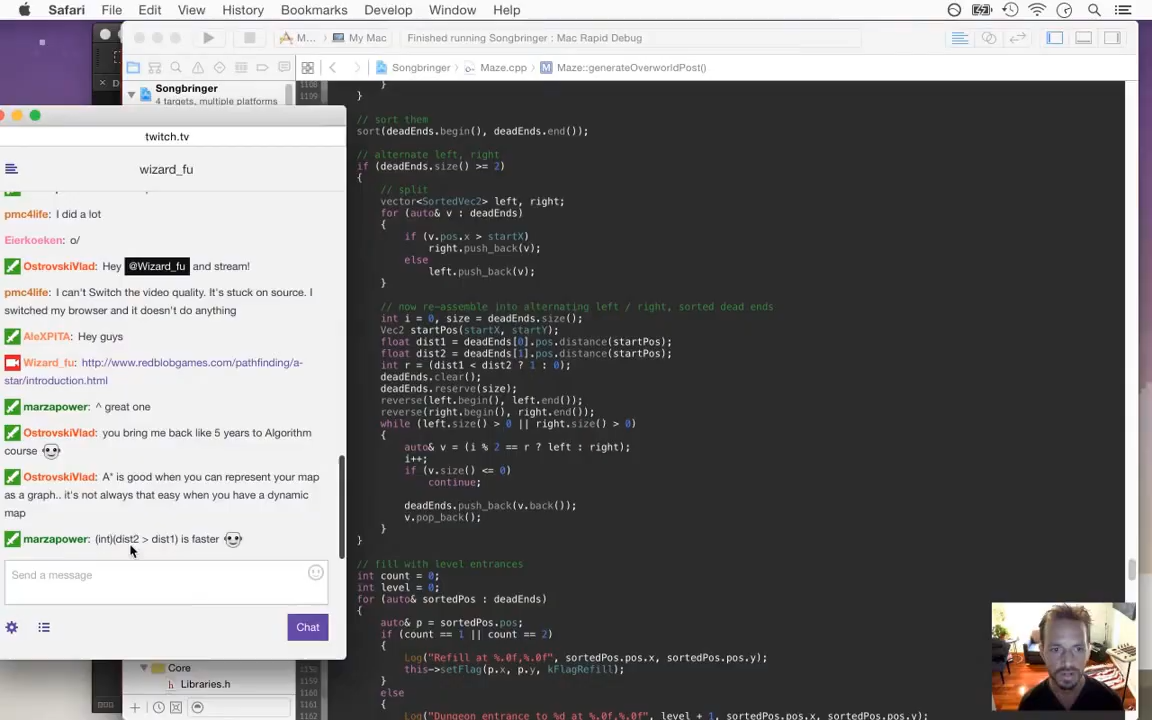 Safari File Edit View History Bookmarks Develop Window Help
M... My Mac Finished running Songbringer : Mac Rapid Debug
Songbringer Maze.cpp M Maze::generateOverworldPost()
Songbringer
4 targets, multiple platforms
twitch.tv
wizard_fu
pmc4life: I did a lot
Eierkoeken: o/
OstrovskiVlad: Hey @Wizard_fu and stream!
pmc4life: I can't Switch the video quality. It's stuck on source. I
switched my browser and it doesn't do anything
AleXPITA: Hey guys
Wizard_fu: http://www.redblobgames.com/pathfinding/a-
star/introduction.html
marzapower: ^ great one
OstrovskiVlad: you bring me back like 5 years to Algorithm
course
OstrovskiVlad: A* is good when you can represent your map
as a graph.. it's not always that easy when you have a dynamic
map
marzapower: (int)(dist2 > dist1) is faster
Send a message
Chat
Core
h Libraries.h
1108 }
1109 }
// sort them
sort(deadEnds.begin(), deadEnds.end());
// alternate left, right
if (deadEnds.size() >= 2)
{
// split
vector<SortedVec2> left, right;
for (auto& v : deadEnds)
{
if (v.pos.x > startX)
right.push_back(v);
else
left.push_back(v);
}
// now re-assemble into alternating left / right, sorted dead ends
int i = 0, size = deadEnds.size();
Vec2 startPos(startX, startY);
float dist1 = deadEnds[0].pos.distance(startPos);
float dist2 = deadEnds[1].pos.distance(startPos);
int r = (dist1 < dist2 ? 1 : 0);
deadEnds.clear();
deadEnds.reserve(size);
reverse(left.begin(), left.end());
reverse(right.begin(), right.end());
while (left.size() > 0 || right.size() > 0)
{
auto& v = (i % 2 == r ? left : right);
i++;
if (v.size() <= 0)
continue;
deadEnds.push_back(v.back());
v.pop_back();
}
}
// fill with level entrances
int count = 0;
int level = 0;
for (auto& sortedPos : deadEnds)
{
auto& p = sortedPos.pos;
if (count == 1 || count == 2)
{
Log("Refill at %.0f,%.0f", sortedPos.pos.x, sortedPos.pos.y);
1158 this->setFlag(p.x, p.y, kFlagRefill);
1159 }
1160 else
1161 {
1162 Log("Dungeon entrance to %d at %.0f,%.0f", level + 1, sortedPos.pos.x, sortedPos.pos.y);